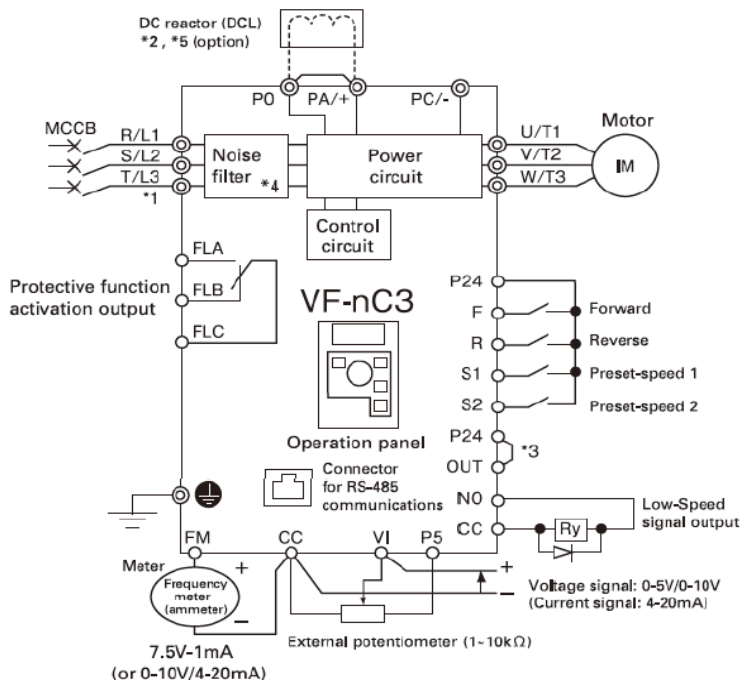 DC reactor (DCL)
*2 , *5 (option)
PO PA/+ PC/-
MCCB
R/L1
S/L2
T/L3
*1
Noise
filter *4
Power
circuit
U/T1
V/T2
W/T3
Motor
IM
Control
circuit
FLA
FLB
FLC
Protective function
activation output
VF-nC3
Operation panel
Connector
for RS-485
communications
P24
F Forward
R Reverse
S1 Preset-speed 1
S2 Preset-speed 2
P24
OUT
*3
NO
CC
Ry
Low-Speed
signal output
FM CC VI P5
Meter
Frequency
meter
(ammeter)
+
−
7.5V-1mA
(or 0-10V/4-20mA)
External potentiometer (1~10kΩ)
+
−
Voltage signal: 0-5V/0-10V
(Current signal: 4-20mA)